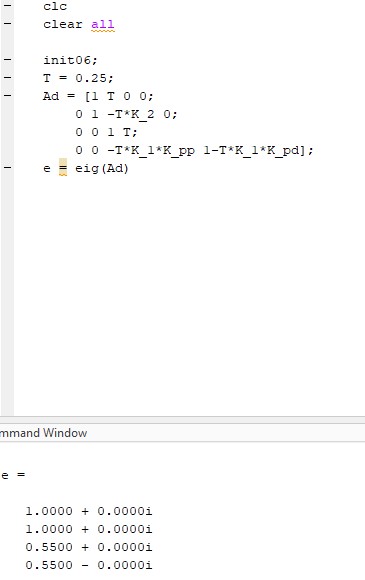 clc
clear all
init06;
T = 0.25;
Ad = [1 T 0 0;
0 1 -T*K_2 0;
0 0 1 T;
0 0 -T*K_1*K_pp 1-T*K_1*K_pd];
e = eig(Ad)
mmand Window
e =
1.0000 + 0.0000i
1.0000 + 0.0000i
0.5500 + 0.0000i
0.5500 - 0.0000i